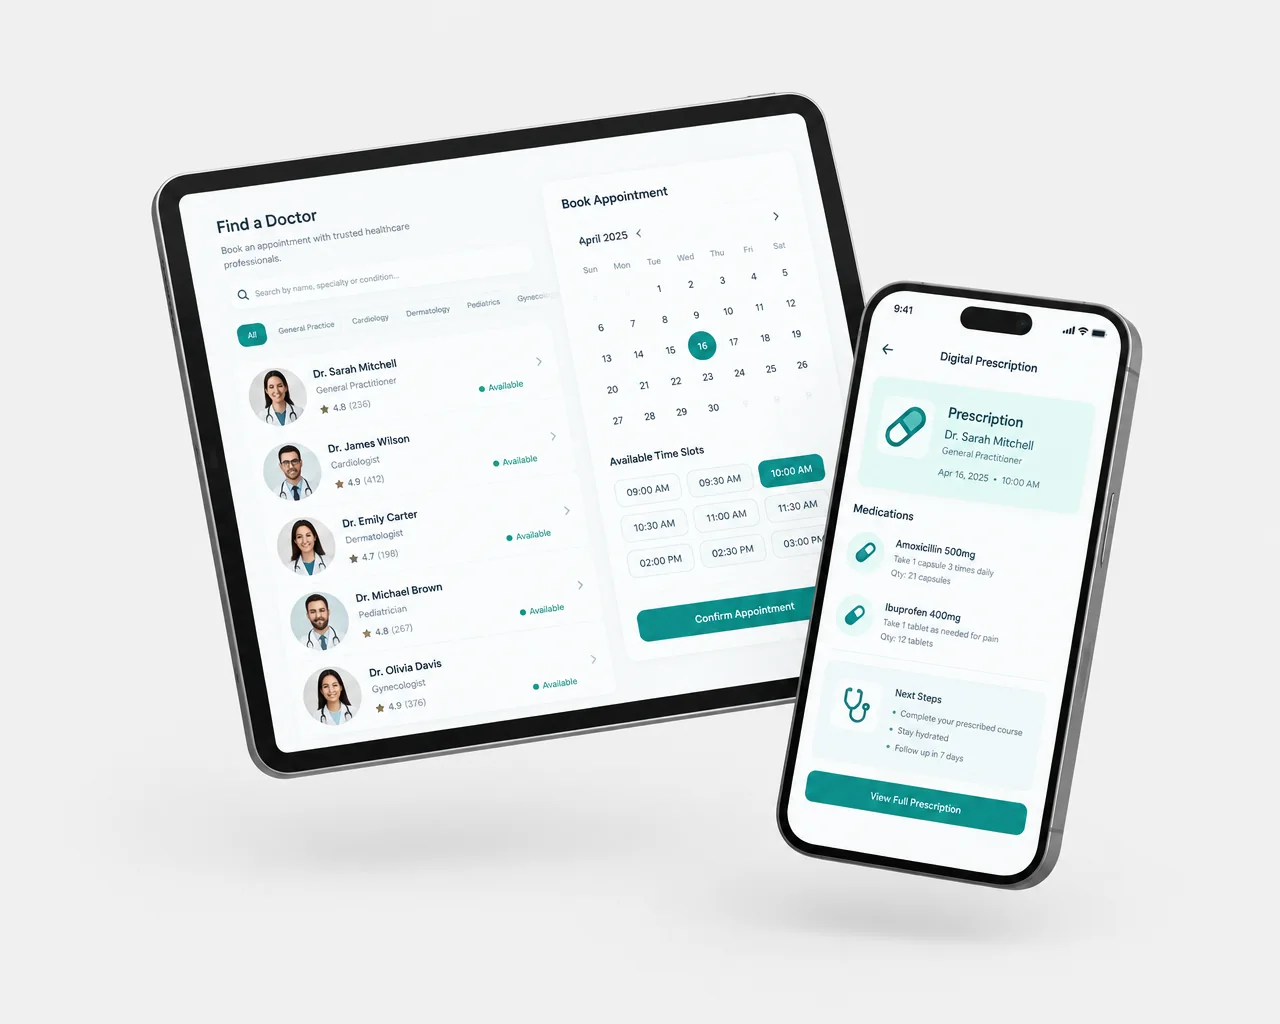 Find a Doctor
Book an appointment with trusted healthcare
professionals.
Search by name, specialty or condition...
All
General Practice
Cardiology
Dermatology
Pediatrics
Gynecolo
Dr. Sarah Mitchell
General Practitioner
4.8 (236)
Available
Dr. James Wilson
Cardiologist
4.9 (412)
Available
Dr. Emily Carter
Dermatologist
4.7 (198)
Available
Dr. Michael Brown
Pediatrician
4.8 (267)
Available
Dr. Olivia Davis
Gynecologist
4.9 (376)
Available
Book Appointment
April 2025
Sun Mon Tue Wed Thu Fri Sat
1 2 3 4 5
6 7 8 9 10 11 12
13 14 15 16 17 18 19
20 21 22 23 24 25 26
27 28 29 30
Available Time Slots
09:00 AM 09:30 AM 10:00 AM
10:30 AM 11:00 AM 11:30 AM
02:00 PM 02:30 PM 03:00 PM
Confirm Appointment
9:41
Digital Prescription
Prescription
Dr. Sarah Mitchell
General Practitioner
Apr 16, 2025 • 10:00 AM
Medications
Amoxicillin 500mg
Take 1 capsule 3 times daily
Qty: 21 capsules
Ibuprofen 400mg
Take 1 tablet as needed for pain
Qty: 12 tablets
Next Steps
• Complete your prescribed course
• Stay hydrated
• Follow up in 7 days
View Full Prescription